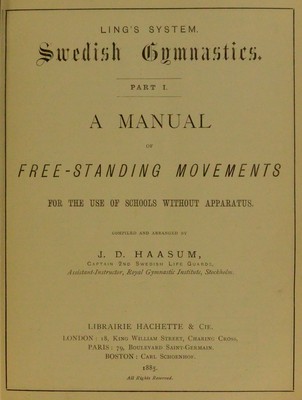 LING'S SYSTEM.
Swedish Gymnastics.
PART I.
A MANUAL
OF
FREE-STANDING MOVEMENTS
FOR THE USE OF SCHOOLS WITHOUT APPARATUS.
COMPILED AND ARRANGED BY
J. D. HAASUM,
CAPTAIN 2ND SWEDISH LIFE GUARDS,
Assistant-Instructor, Royal Gymnastic Institute, Stockholm.
LIBRAIRIE HACHETTE & CIE.
LONDON: 18, KING WILLIAM STREET, CHARING CROSS.
PARIS: 79, BOULEVARD SAINT-GERMAIN.
BOSTON: CARL SCHOENHOF.
1885.
All Rights Reserved.